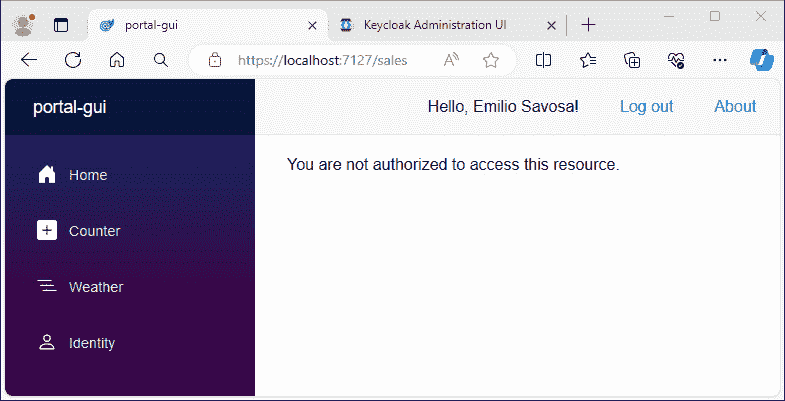 portal-gui
Keycloak Administration UI
https://localhost:7127/sales
portal-gui
Hello, Emilio Savosa! Log out About
Home
You are not authorized to access this resource.
Counter
Weather
Identity